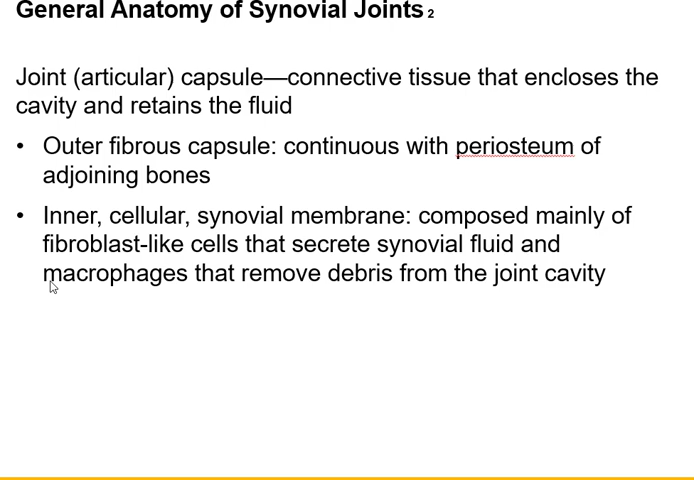 General Anatomy of Synovial Joints 2
Joint (articular) capsule—connective tissue that encloses the
cavity and retains the fluid
• Outer fibrous capsule: continuous with periosteum of
adjoining bones
• Inner, cellular, synovial membrane: composed mainly of
fibroblast-like cells that secrete synovial fluid and
macrophages that remove debris from the joint cavity